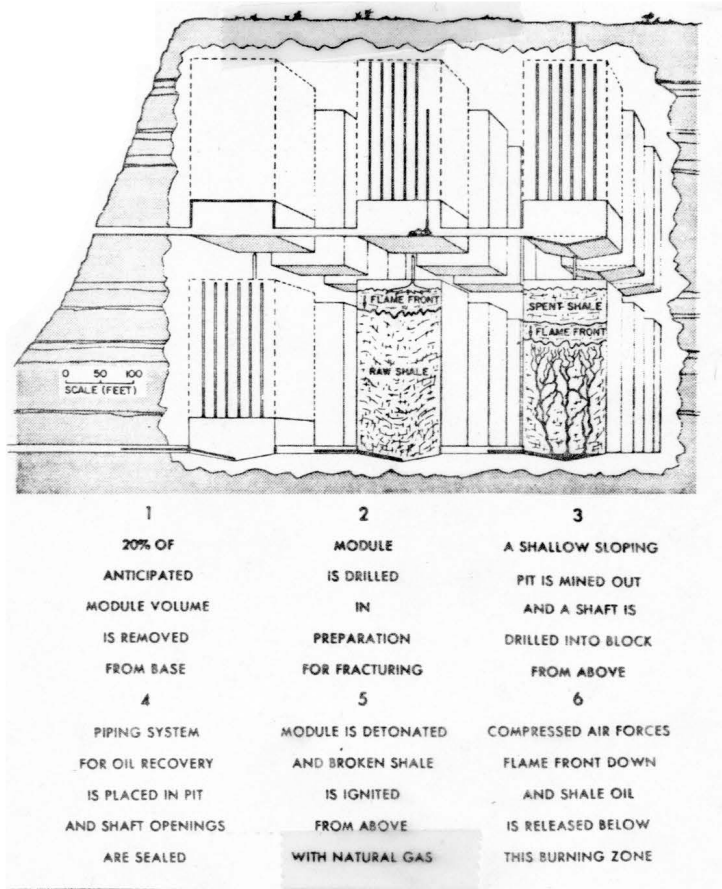 FLAME FRONT
SPENT SHALE
FLAME FRONT
RAW SHALE
0 50 100
SCALE (FEET)
1
20% OF
ANTICIPATED
MODULE VOLUME
IS REMOVED
FROM BASE
2
MODULE
IS DRILLED
IN
PREPARATION
FOR FRACTURING
3
A SHALLOW SLOPING
PIT IS MINED OUT
AND A SHAFT IS
DRILLED INTO BLOCK
FROM ABOVE
4
PIPING SYSTEM
FOR OIL RECOVERY
IS PLACED IN PIT
AND SHAFT OPENINGS
ARE SEALED
5
MODULE IS DETONATED
AND BROKEN SHALE
IS IGNITED
FROM ABOVE
WITH NATURAL GAS
6
COMPRESSED AIR FORCES
FLAME FRONT DOWN
AND SHALE OIL
IS RELEASED BELOW
THIS BURNING ZONE